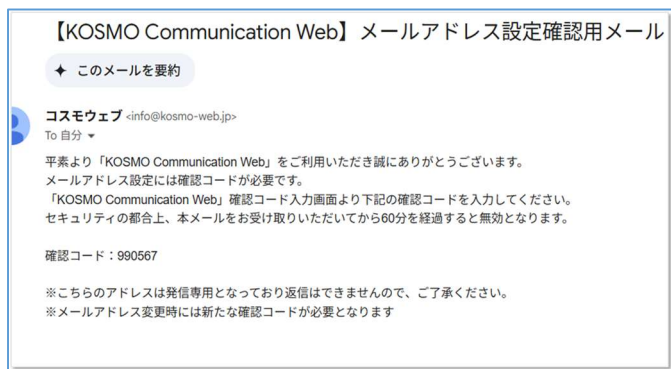 【KOSMO Communication Web】メールアドレス設定確認用メール
このメールを要約
コスモウェブ <info@kosmo-web.jp>
To 自分
平素より「KOSMO Communication Web」をご利用いただき誠にありがとうございます。
メールアドレス設定には確認コードが必要です。
「KOSMO Communication Web」確認コード入力画面より下記の確認コードを入力してください。
セキュリティの都合上、本メールをお受け取りいただいてから60分を経過すると無効となります。
確認コード：990567
※こちらのアドレスは発信専用となっており返信はできませんので、ご了承ください。
※メールアドレス変更時には新たな確認コードが必要となります